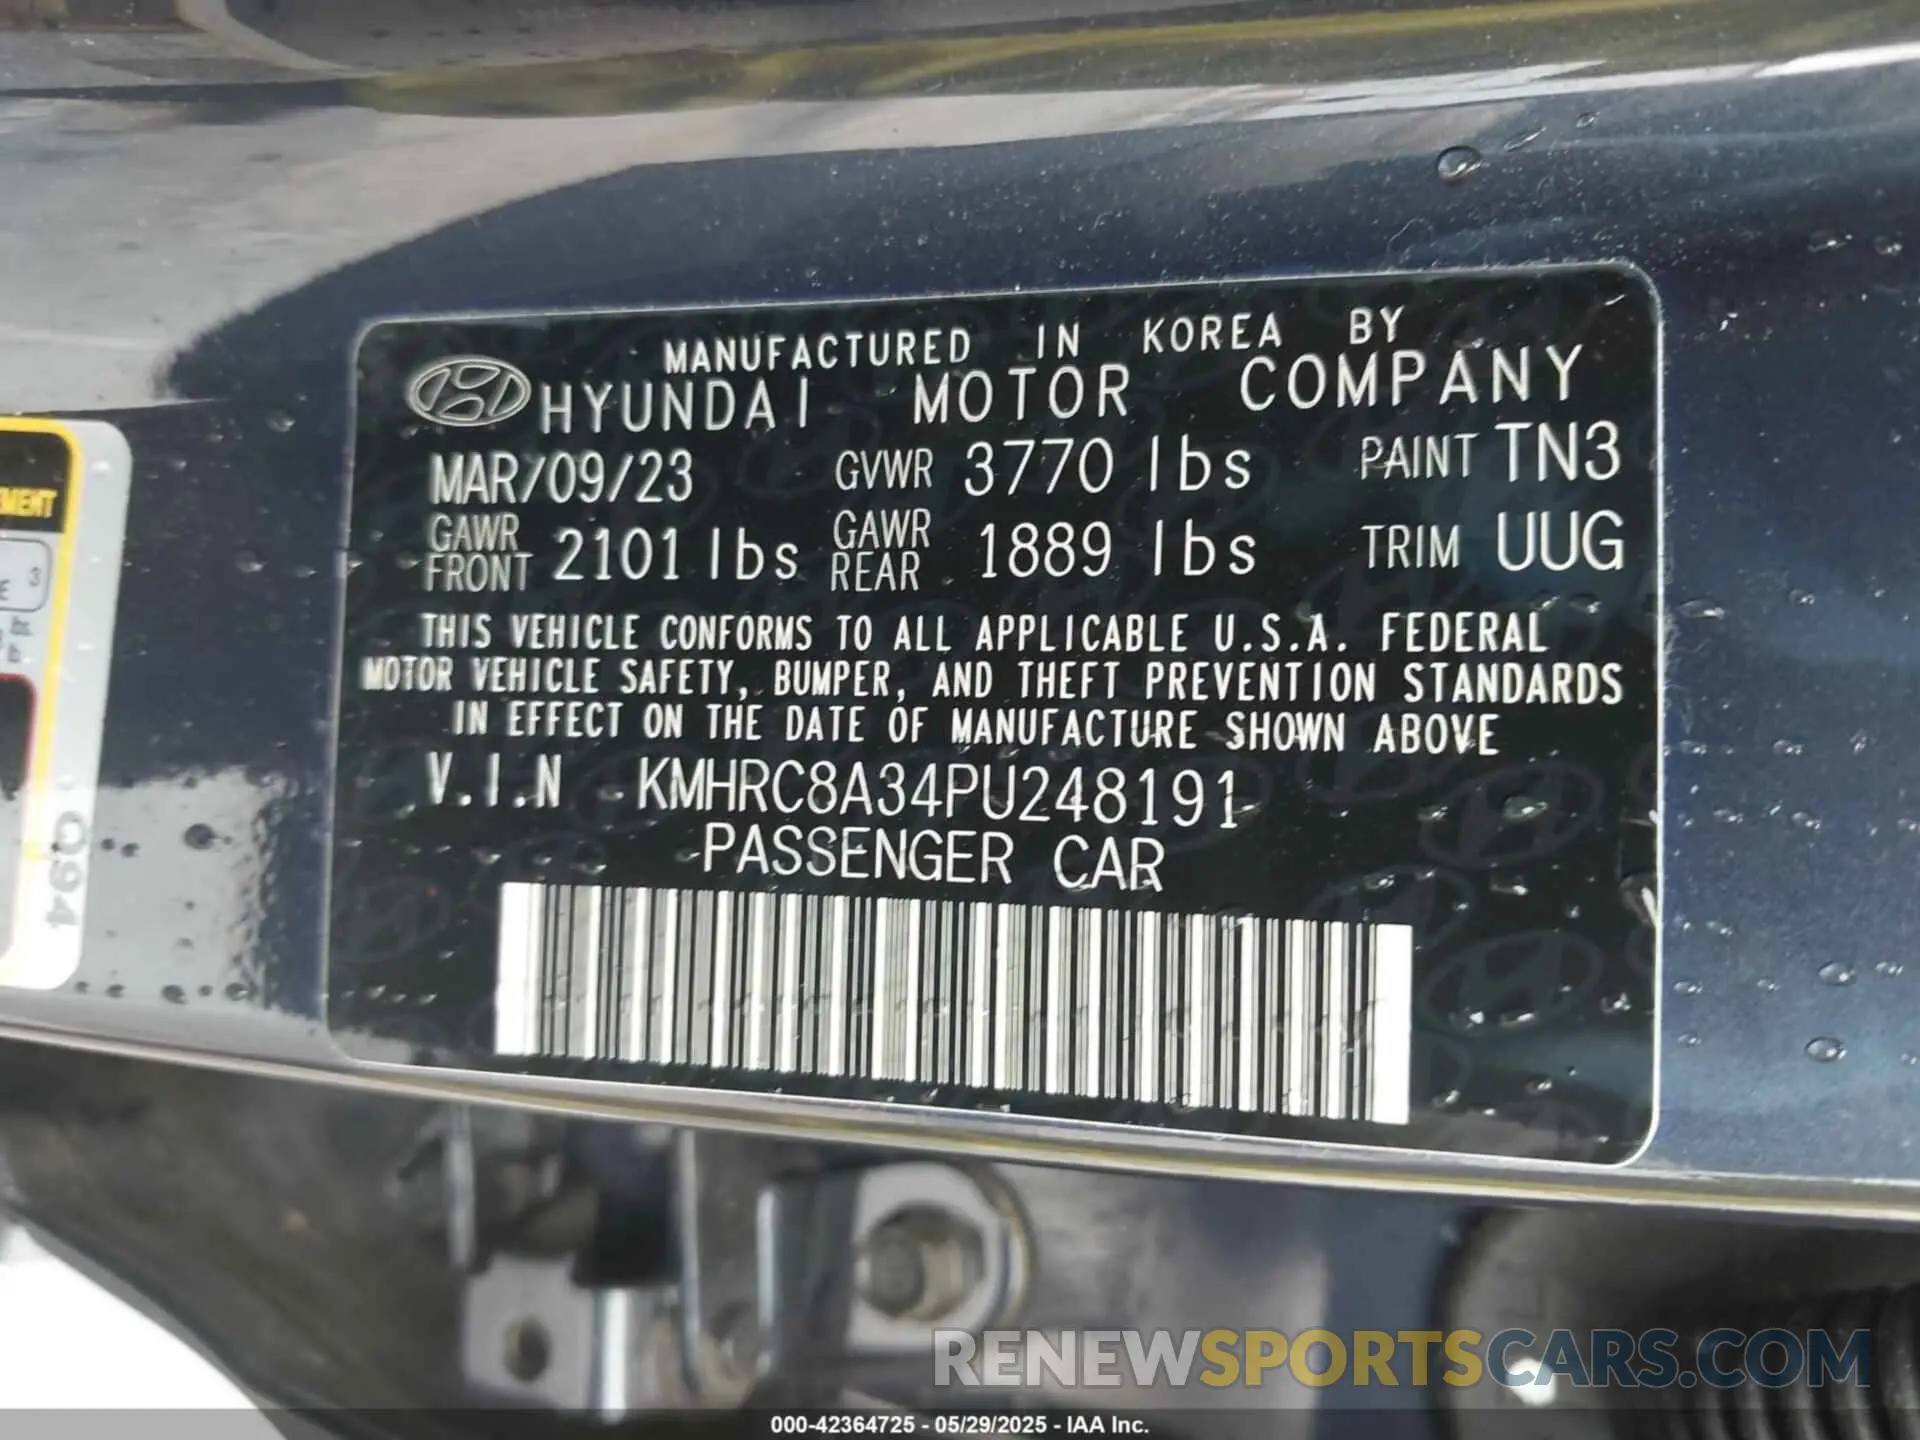 MANUFACTURED IN KOREA BY
HYUNDAI MOTOR COMPANY
MAR/09/23 GVWR 3770 lbs PAINT TN3
GAWR FRONT 2101 lbs GAWR REAR 1889 lbs TRIM UUG
THIS VEHICLE CONFORMS TO ALL APPLICABLE U.S.A. FEDERAL
MOTOR VEHICLE SAFETY, BUMPER, AND THEFT PREVENTION STANDARDS
IN EFFECT ON THE DATE OF MANUFACTURE SHOWN ABOVE
V.I.N KMHRC8A34PU248191
PASSENGER CAR
Q94
RENEWSPORTSCARS.COM
000-42364725 - 05/29/2025 - IAA Inc.